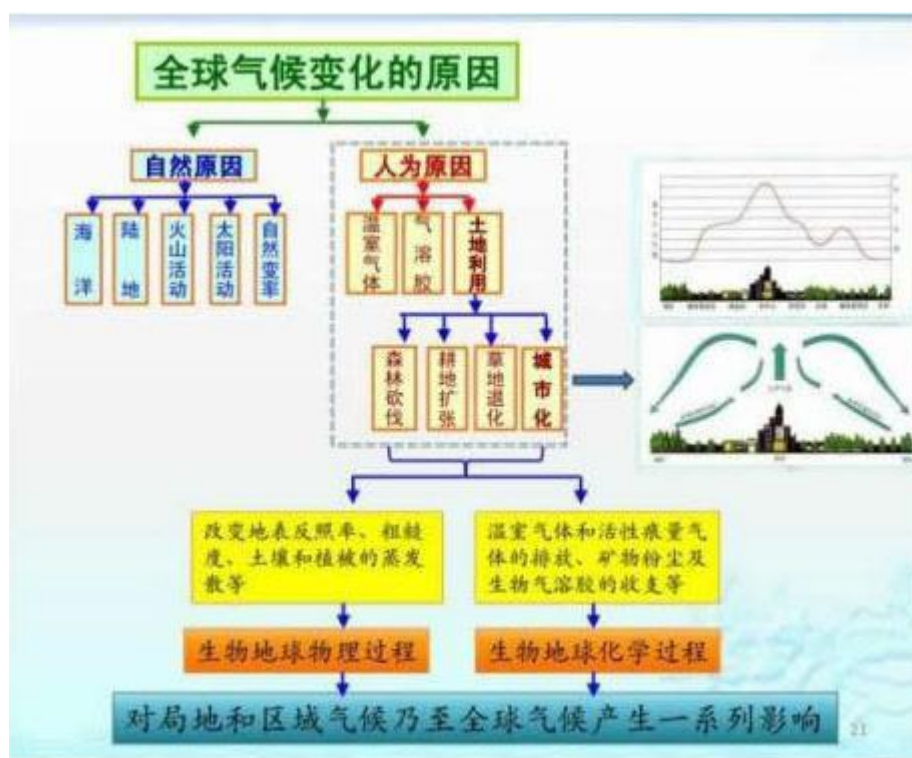 全球气候变化的原因
自然原因
人为原因
海洋
陆地
火山活动
太阳活动
自然变率
温室气体
气溶胶
土地利用
森林砍伐
耕地扩张
草地退化
城市化
改变地表反照率、粗糙
度、土壤和植被的蒸发
散等
温室气体和活性痕量气
体的排放、矿物粉尘及
生物气溶胶的收支等
生物地球物理过程
生物地球化学过程
对局地和区域气候乃至全球气候产生一系列影响
21